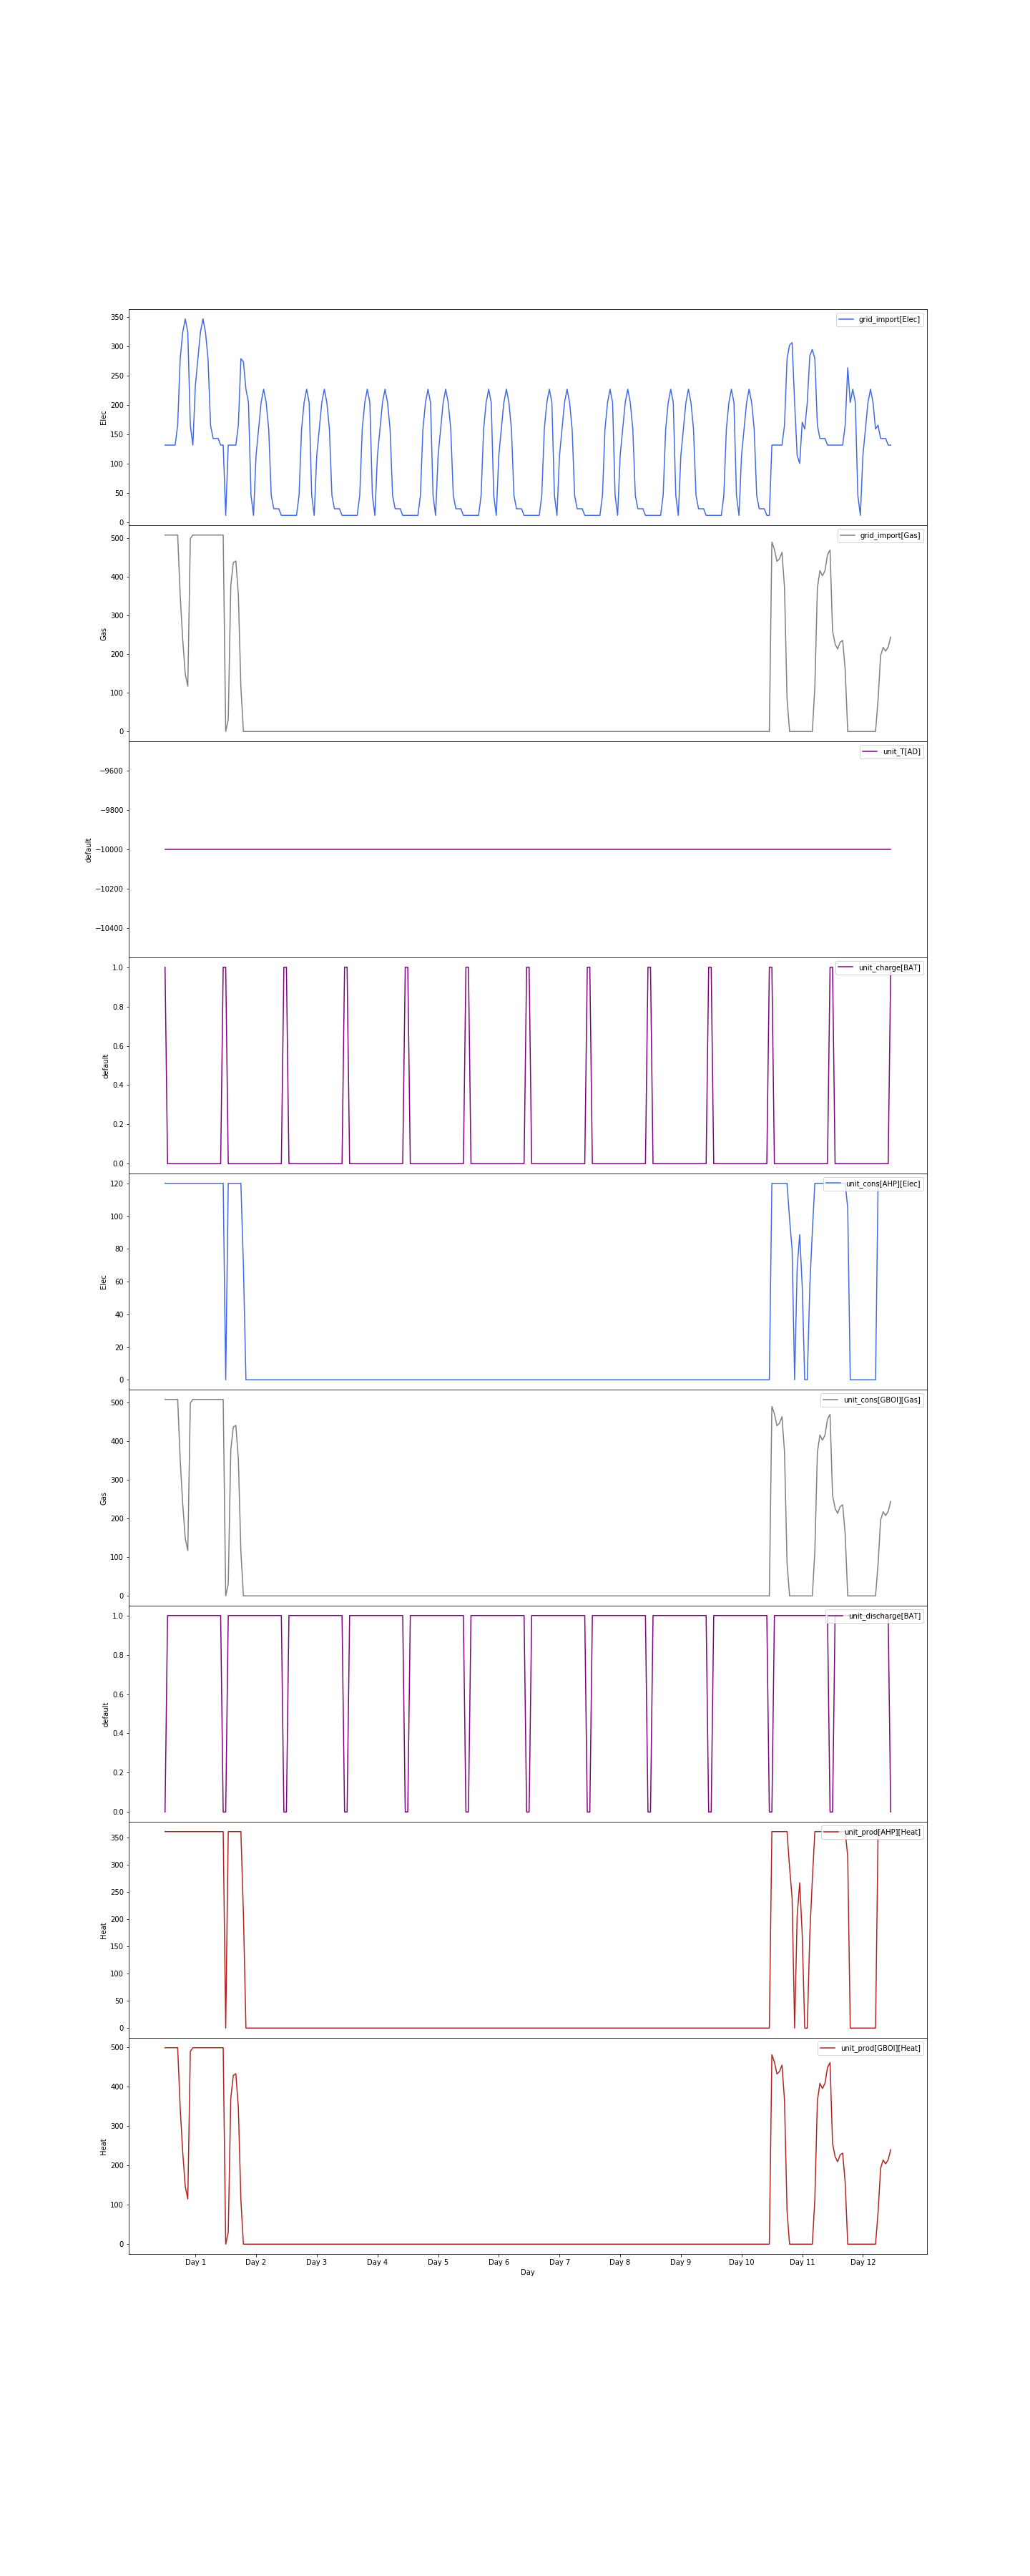 grid_import[Elec]
350
300
250
200
150
100
50
0
Elec
grid_import[Gas]
500
400
300
200
100
0
Gas
unit_T[AD]
−9600
−9800
−10000
−10200
−10400
default
unit_charge[BAT]
1.0
0.8
0.6
0.4
0.2
0.0
default
unit_cons[AHP][Elec]
120
100
80
60
40
20
0
Elec
unit_cons[GBOI][Gas]
500
400
300
200
100
0
Gas
unit_discharge[BAT]
1.0
0.8
0.6
0.4
0.2
0.0
default
unit_prod[AHP][Heat]
350
300
250
200
150
100
50
0
Heat
unit_prod[GBOI][Heat]
500
400
300
200
100
0
Heat
Day 1 Day 2 Day 3 Day 4 Day 5 Day 6 Day 7 Day 8 Day 9 Day 10 Day 11 Day 12
Day